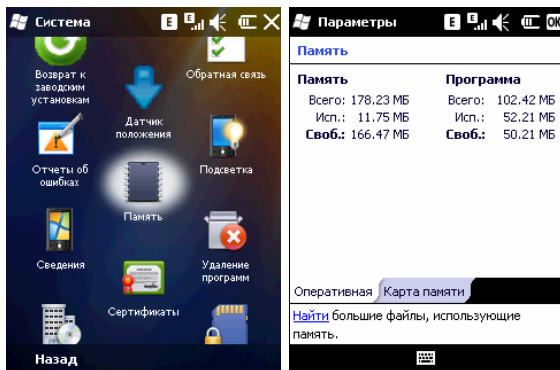 Система
E E
Возврат к
заводским
установкам
Обратная связь
Датчик
положения
Отчеты об
ошибках
Подсветка
Память
Сведения
Удаление
программ
Сертификаты
Назад
Параметры
E E OK
Память
Память
Программа
Всего: 178.23 МБ
Всего: 102.42 МБ
Исп.: 11.75 МБ
Исп.: 52.21 МБ
Своб.: 166.47 МБ
Своб.: 50.21 МБ
Оперативная
Карта памяти
Найти большие файлы, использующие
память.